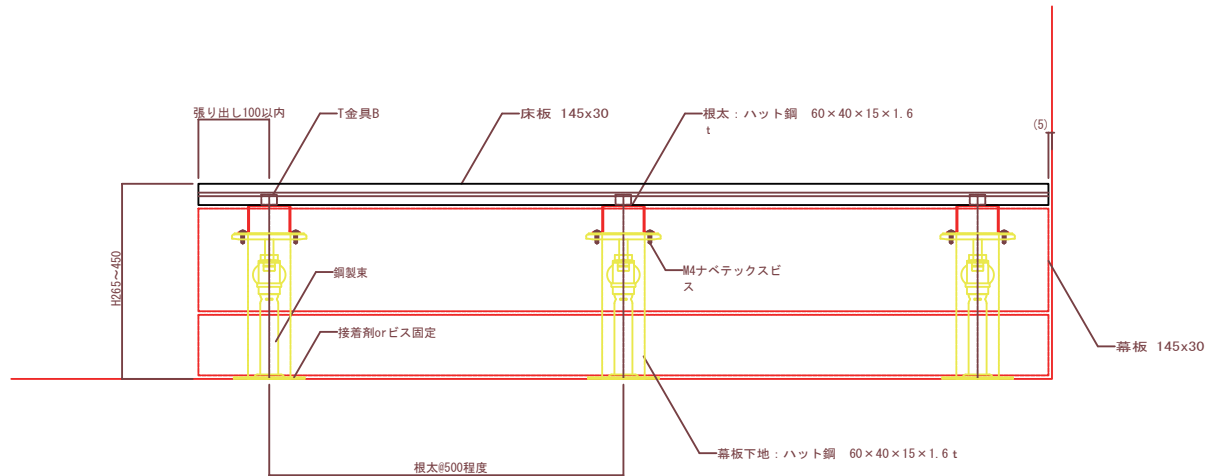 張り出し100以内
T金具B
床板 145x30
根太：ハット鋼　60×40×15×1.6
t
(5)
H265～450
鋼製束
M4ナベテックスビ
ス
接着剤orビス固定
幕板 145x30
幕板下地：ハット鋼　60×40×15×1.6 t
根太@500程度